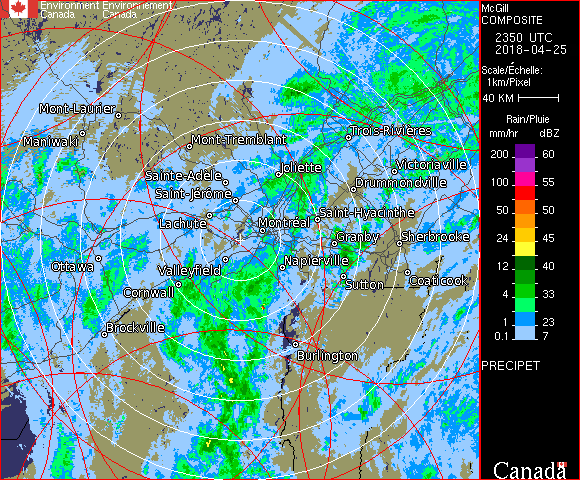 Environment Environnement
Canada Canada
McGill
COMPOSITE
2350 UTC
2018-04-25
Scale/Échelle:
1km/Pixel
40 KM
Rain/Pluie
mm/hr dBZ
200 60
100 55
50 50
24 45
12 40
4 33
1 23
0.1 7
PRECIPET
Canada
Mont-Laurier
Maniwaki
Mont-Tremblant
Trois-Rivières
Sainte-Adèle
Joliette
Victoriaville
Saint-Jérôme
Drummondville
Lachute
Montréal
Saint-Hyacinthe
Granby
Sherbrooke
Ottawa
Valleyfield
Napierville
Cornwall
Sutton
Coaticook
Brockville
Burlington